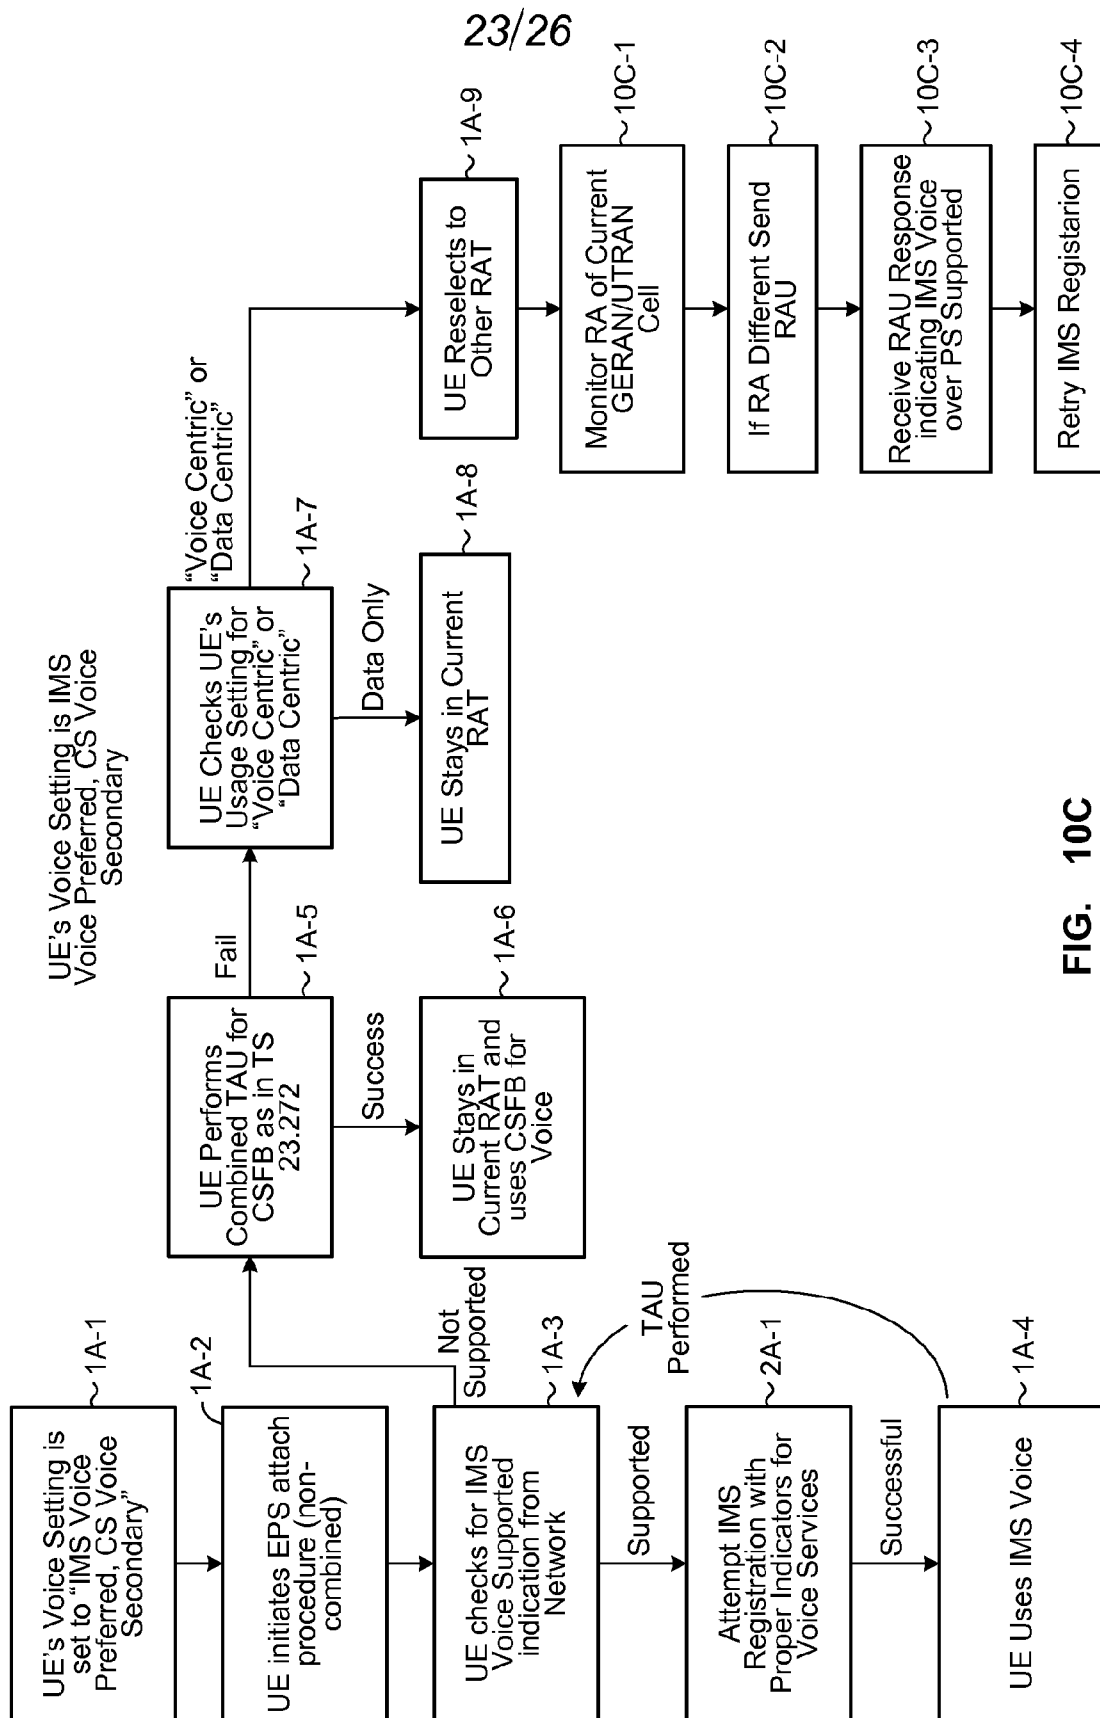 23/26
UE's Voice Setting is IMS
Voice Preferred, CS Voice
Secondary
UE's Voice Setting is
set to “IMS Voice
Preferred, CS Voice
Secondary”
1A-1
UE initiates EPS attach
procedure (non-
combined)
1A-2
UE checks for IMS
Voice Supported
indication from
Network
1A-3
Not
Supported
Supported
Attempt IMS
Registration with
Proper Indicators for
Voice Services
2A-1
TAU
Performed
Successful
UE Uses IMS Voice
1A-4
UE Performs
Combined TAU for
CSFB as in TS
23.272
1A-5
Fail
Success
UE Stays in
Current RAT and
uses CSFB for
Voice
1A-6
UE Checks UE's
Usage Setting for
“Voice Centric” or
“Data Centric”
1A-7
“Voice Centric” or
“Data Centric”
Data Only
UE Stays in Current
RAT
1A-8
UE Reselects to
Other RAT
1A-9
Monitor RA of Current
GERAN/UTRAN
Cell
10C-1
If RA Different Send
RAU
10C-2
Receive RAU Response
indicating IMS Voice
over PS Supported
10C-3
Retry IMS Registarion
10C-4
FIG. 10C